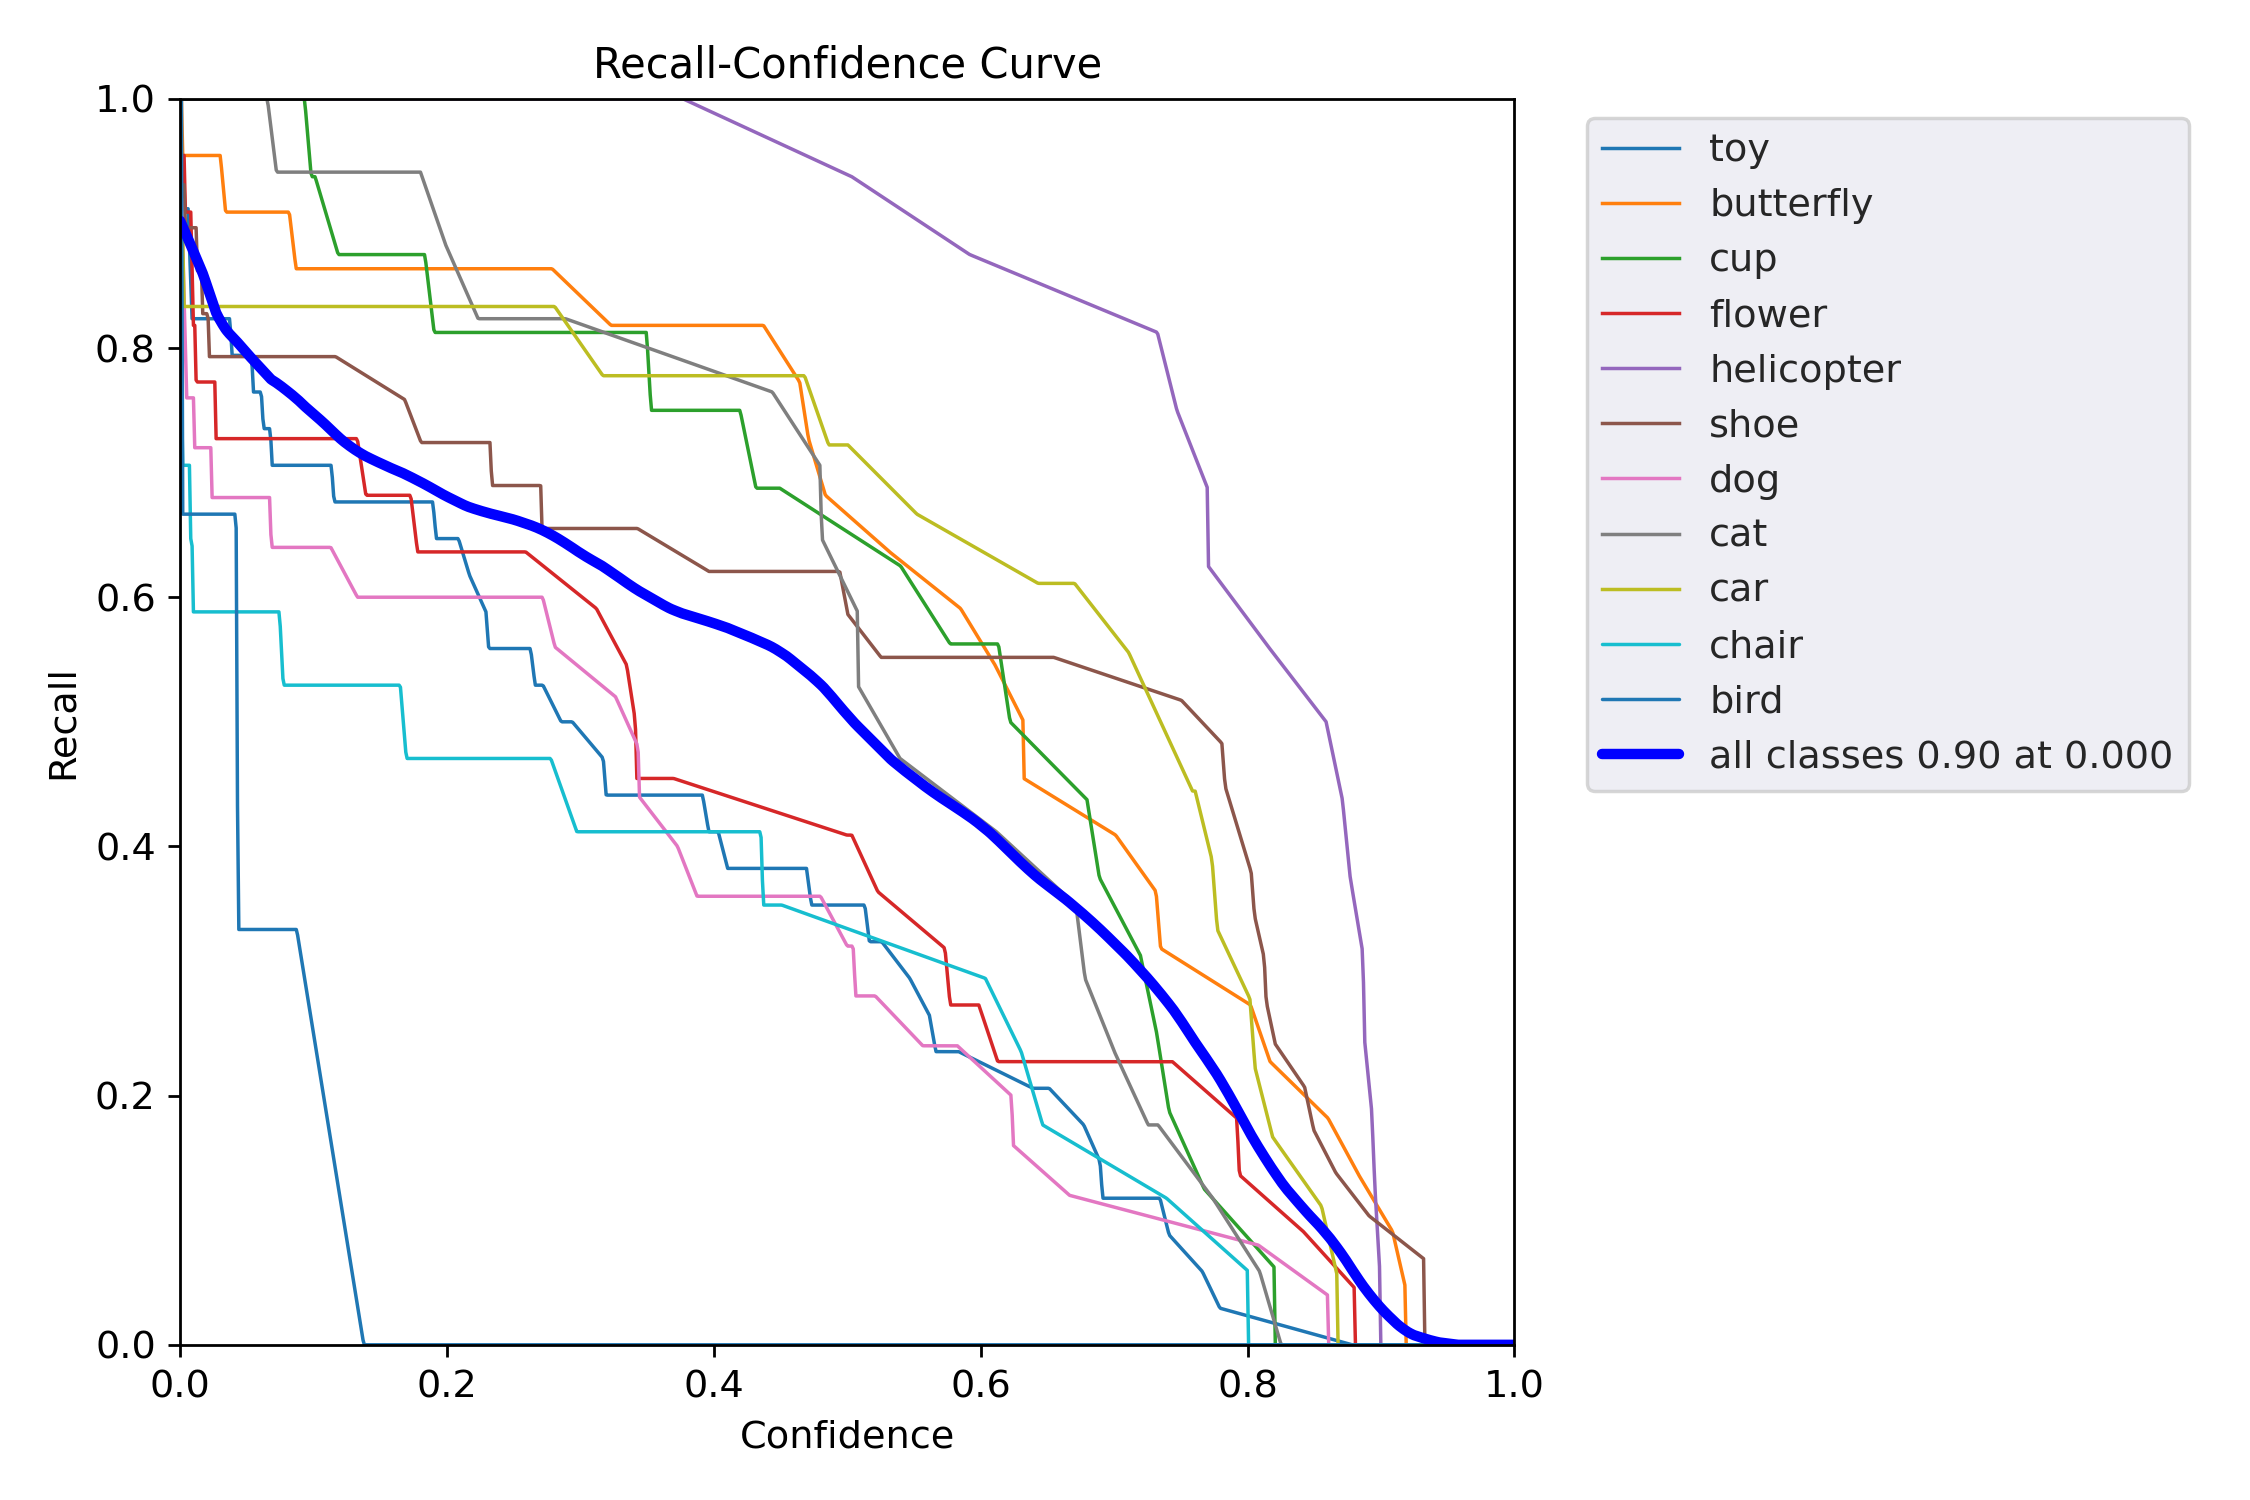 Recall-Confidence Curve
1.0
0.8
0.6
0.4
0.2
0.0
Recall
0.0 0.2 0.4 0.6 0.8 1.0
Confidence
toy
butterfly
cup
flower
helicopter
shoe
dog
cat
car
chair
bird
all classes 0.90 at 0.000